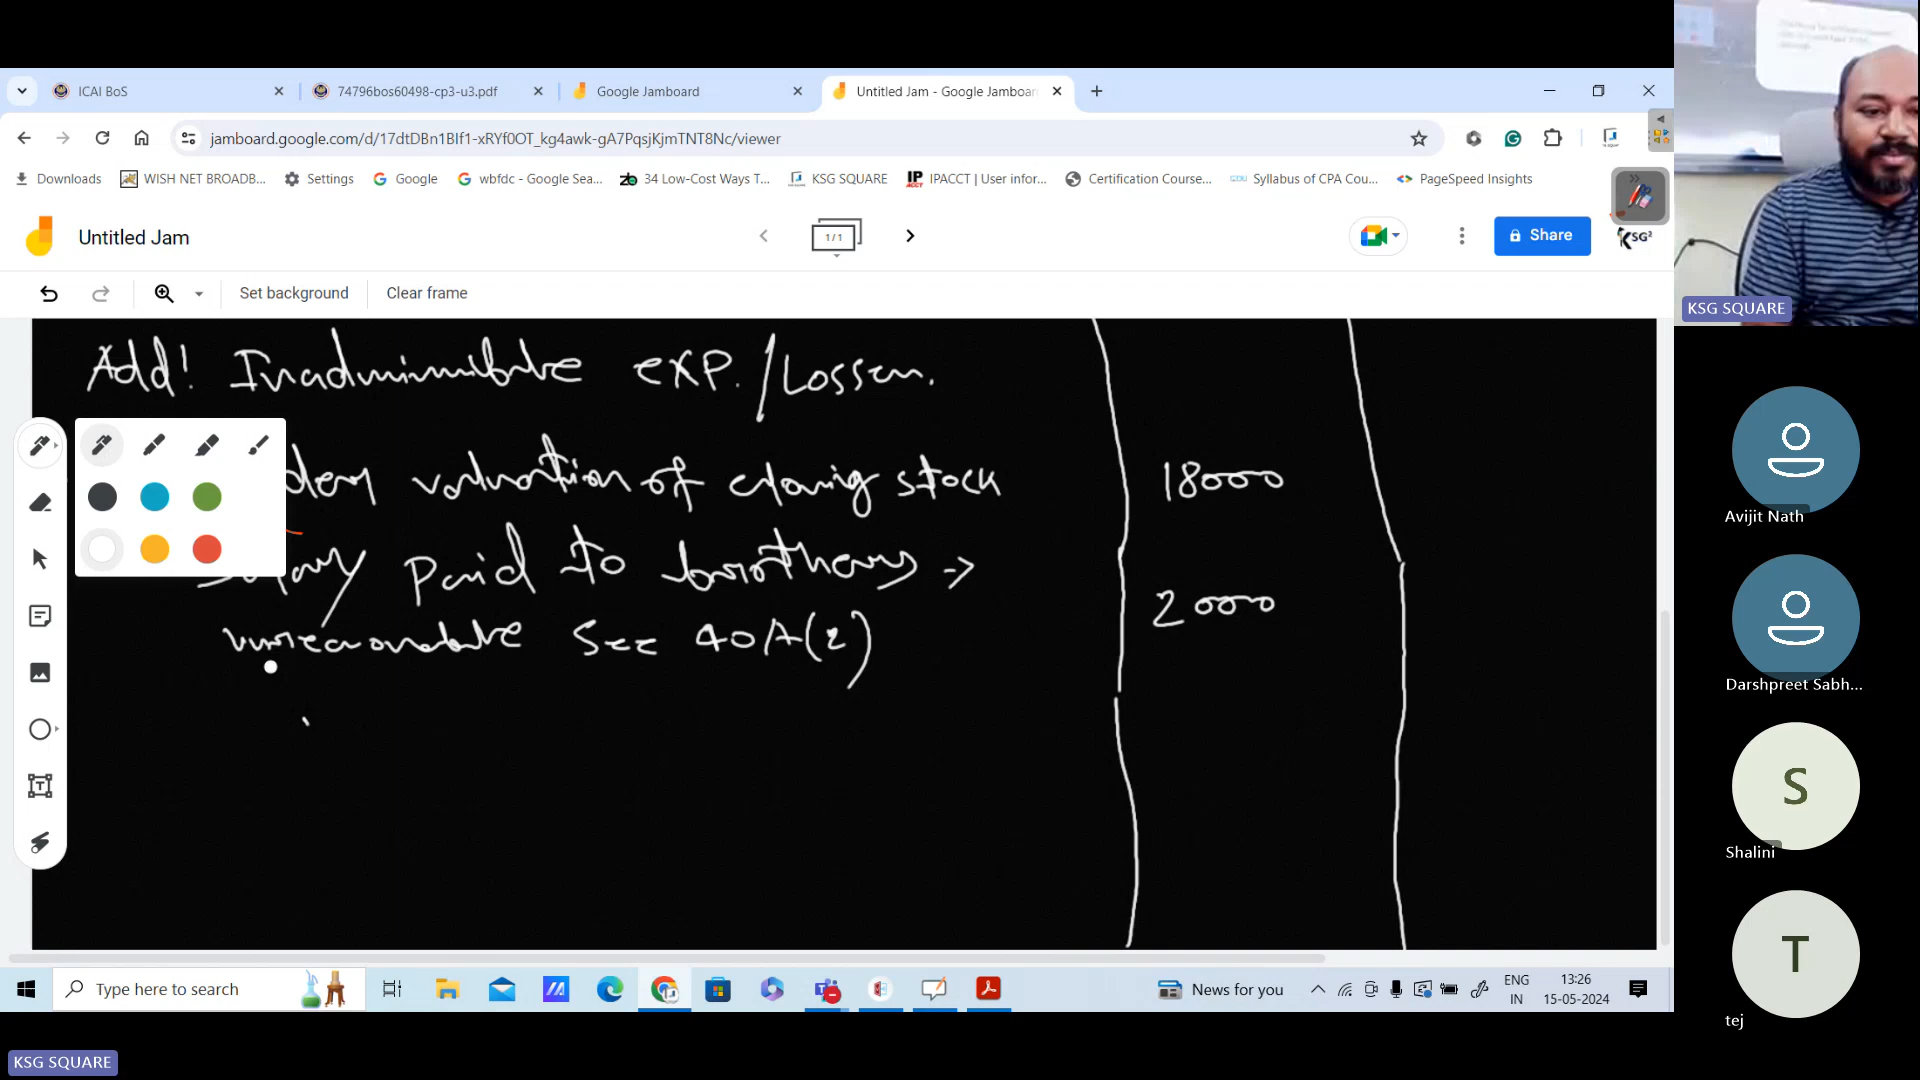 ICAI BoS
74796bos60498-cp3-u3.pdf
Google Jamboard
Untitled Jam - Google Jamboar
jamboard.google.com/d/17dtDBn1BIf1-xRYf0OT_kg4awk-gA7PqsjKjmTNT8Nc/viewer
Downloads
WISH NET BROADB...
Settings
Google
wbfdc - Google Sea...
34 Low-Cost Ways T...
KSG SQUARE
IPACCT | User infor...
Certification Course...
Syllabus of CPA Cou...
PageSpeed Insights
Untitled Jam
1 / 1
Share
KSG²
Set background
Clear frame
Add: Inadmissible exp. / Losses.
valuation of closing stock 18000
paid to brothers →
unreasonable Sec 40A(2) 2000
Type here to search
News for you
ENG
IN
13:26
15-05-2024
KSG SQUARE
Avijit Nath
Darshpreet Sabh...
S
Shalini
T
tej
KSG SQUARE